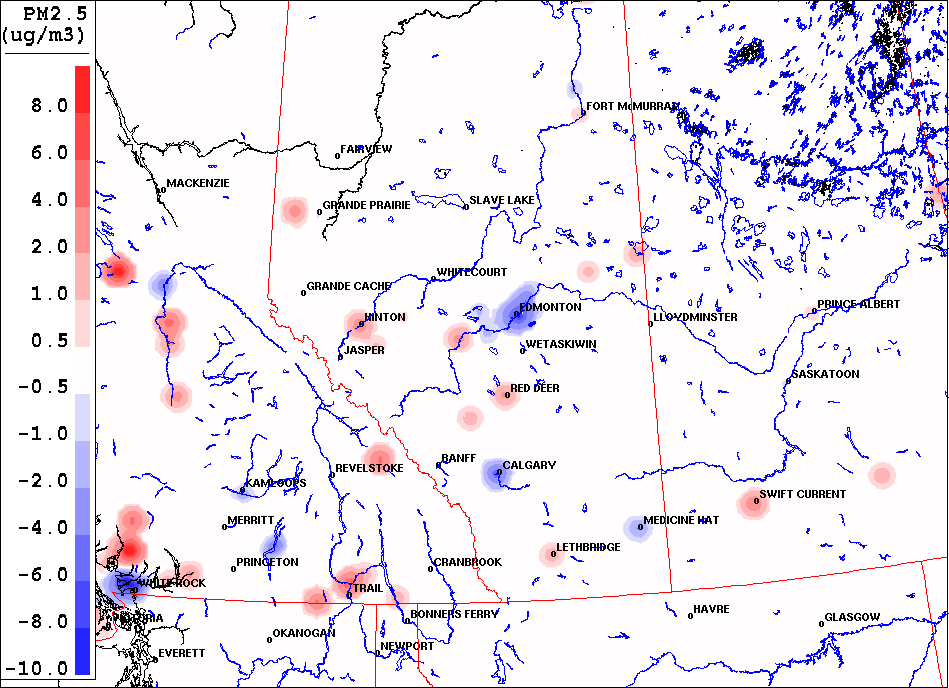 PM2.5
(ug/m3)
8.0
6.0
4.0
2.0
1.0
0.5
-0.5
-1.0
-2.0
-4.0
-6.0
-8.0
-10.0
FORT McMURRAY
FAIRVIEW
MACKENZIE
GRANDE PRAIRIE
SLAVE LAKE
WHITECOURT
GRANDE CACHE
EDMONTON
PRINCE ALBERT
HINTON
LLOYDMINSTER
JASPER
WETASKIWIN
SASKATOON
RED DEER
BANFF
CALGARY
REVELSTOKE
KAMLOOPS
SWIFT CURRENT
MERRITT
MEDICINE HAT
LETHBRIDGE
PRINCETON
CRANBROOK
WHITE ROCK
TRAIL
BONNERS FERRY
HAVRE
GLASGOW
OKANOGAN
NEWPORT
EVERETT